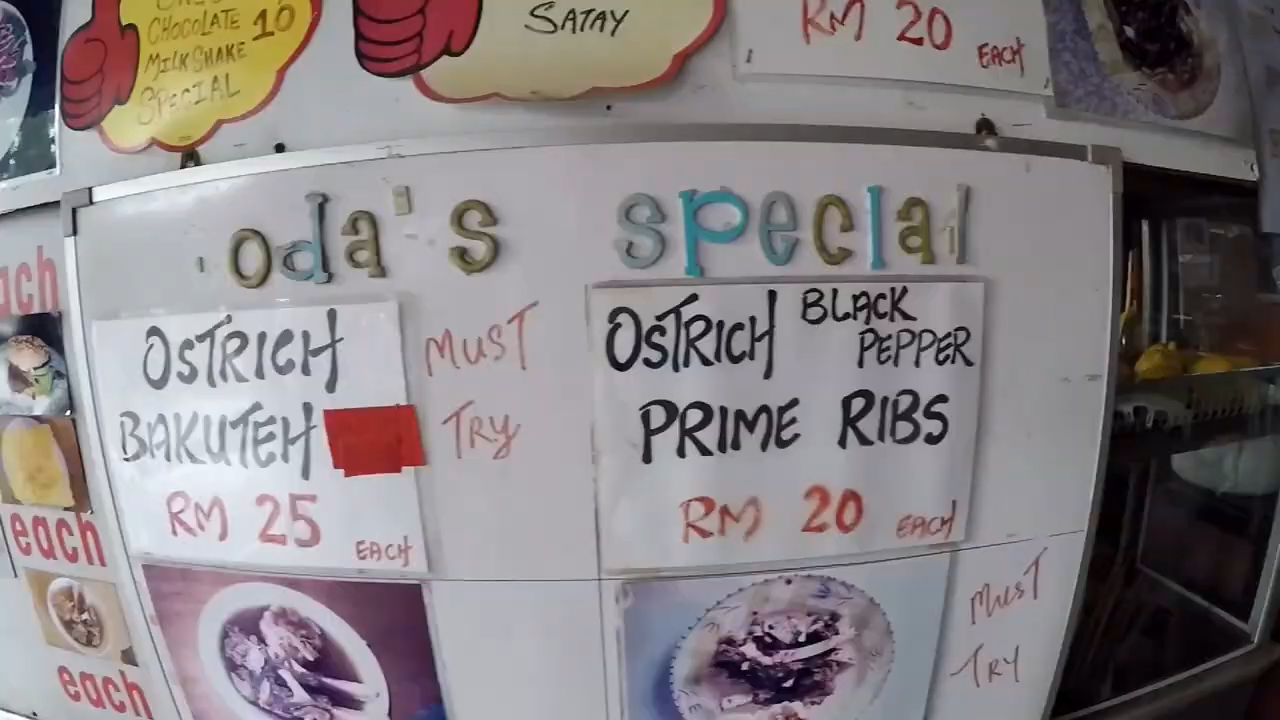 CHOCOLATE 10
MILKSHAKE
SPECIAL
SATAY
RM 20
EACH
oda's special
OSTRICH
BAKUTEH
RM 25
EACH
MUST
TRY
OSTRICH BLACK
PEPPER
PRIME RIBS
RM 20 EACH
MUST
TRY
ach
each
each